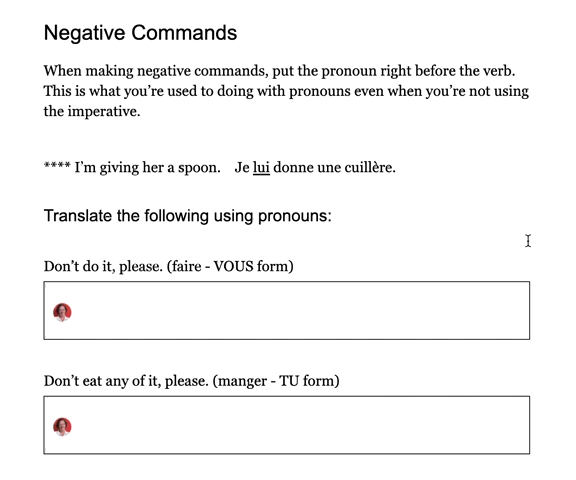 Negative Commands
When making negative commands, put the pronoun right before the verb.
This is what you’re used to doing with pronouns even when you’re not using
the imperative.
**** I’m giving her a spoon. Je lui donne une cuillère.
Translate the following using pronouns:
Don’t do it, please. (faire - VOUS form)
Don’t eat any of it, please. (manger - TU form)